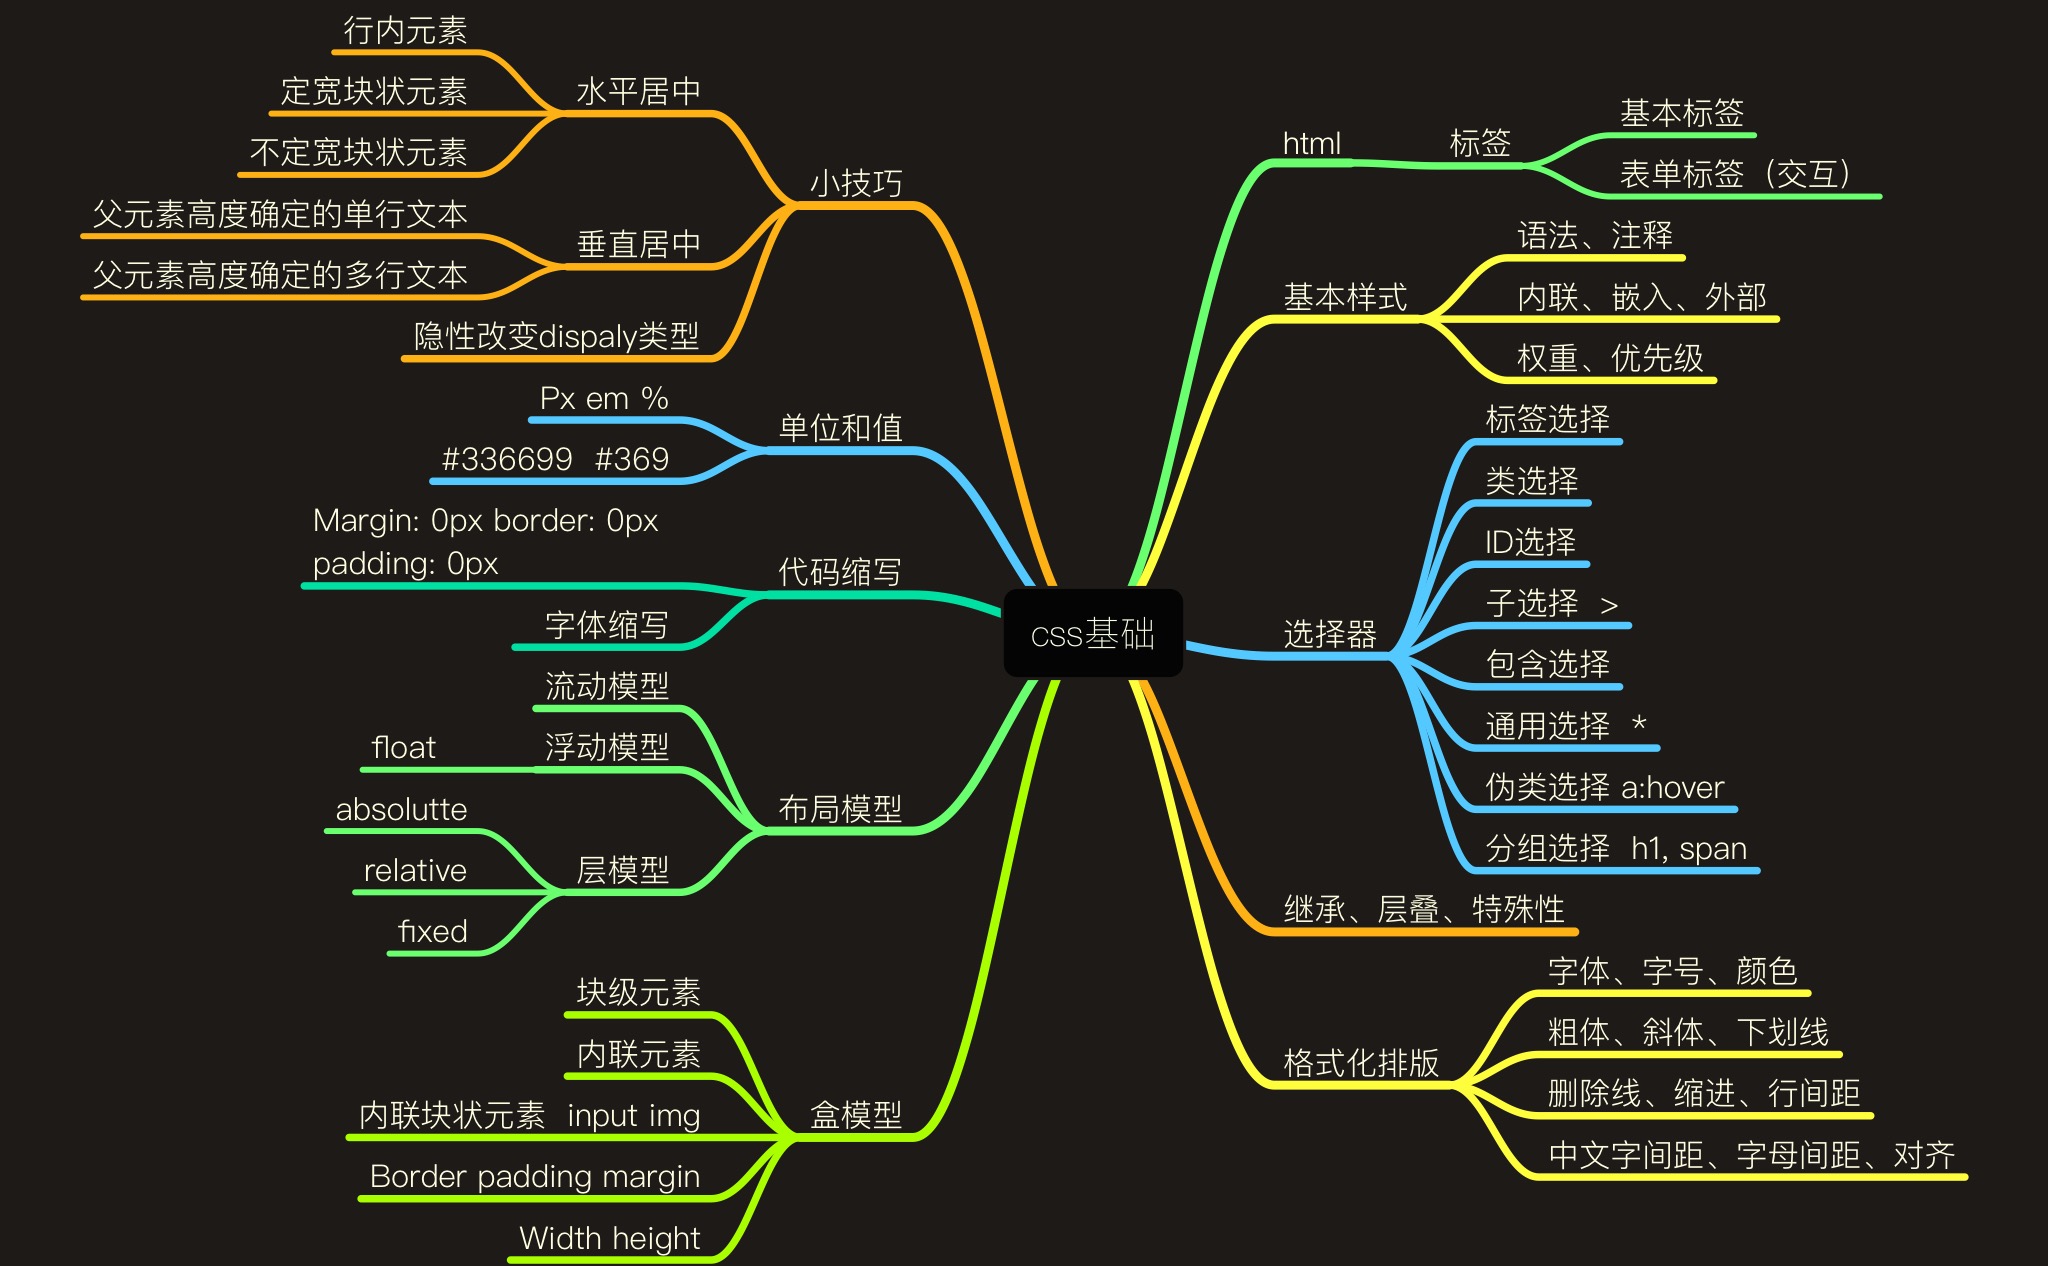 css基础
html
标签
基本标签
表单标签（交互）
基本样式
语法、注释
内联、嵌入、外部
权重、优先级
选择器
标签选择
类选择
ID选择
子选择 >
包含选择
通用选择 *
伪类选择 a:hover
分组选择 h1, span
继承、层叠、特殊性
格式化排版
字体、字号、颜色
粗体、斜体、下划线
删除线、缩进、行间距
中文字间距、字母间距、对齐
小技巧
水平居中
行内元素
定宽块状元素
不定宽块状元素
垂直居中
父元素高度确定的单行文本
父元素高度确定的多行文本
隐性改变dispaly类型
单位和值
Px em %
#336699 #369
代码缩写
Margin: 0px border: 0px
padding: 0px
字体缩写
布局模型
流动模型
浮动模型
float
层模型
absolutte
relative
fixed
盒模型
块级元素
内联元素
内联块状元素 input img
Border padding margin
Width height